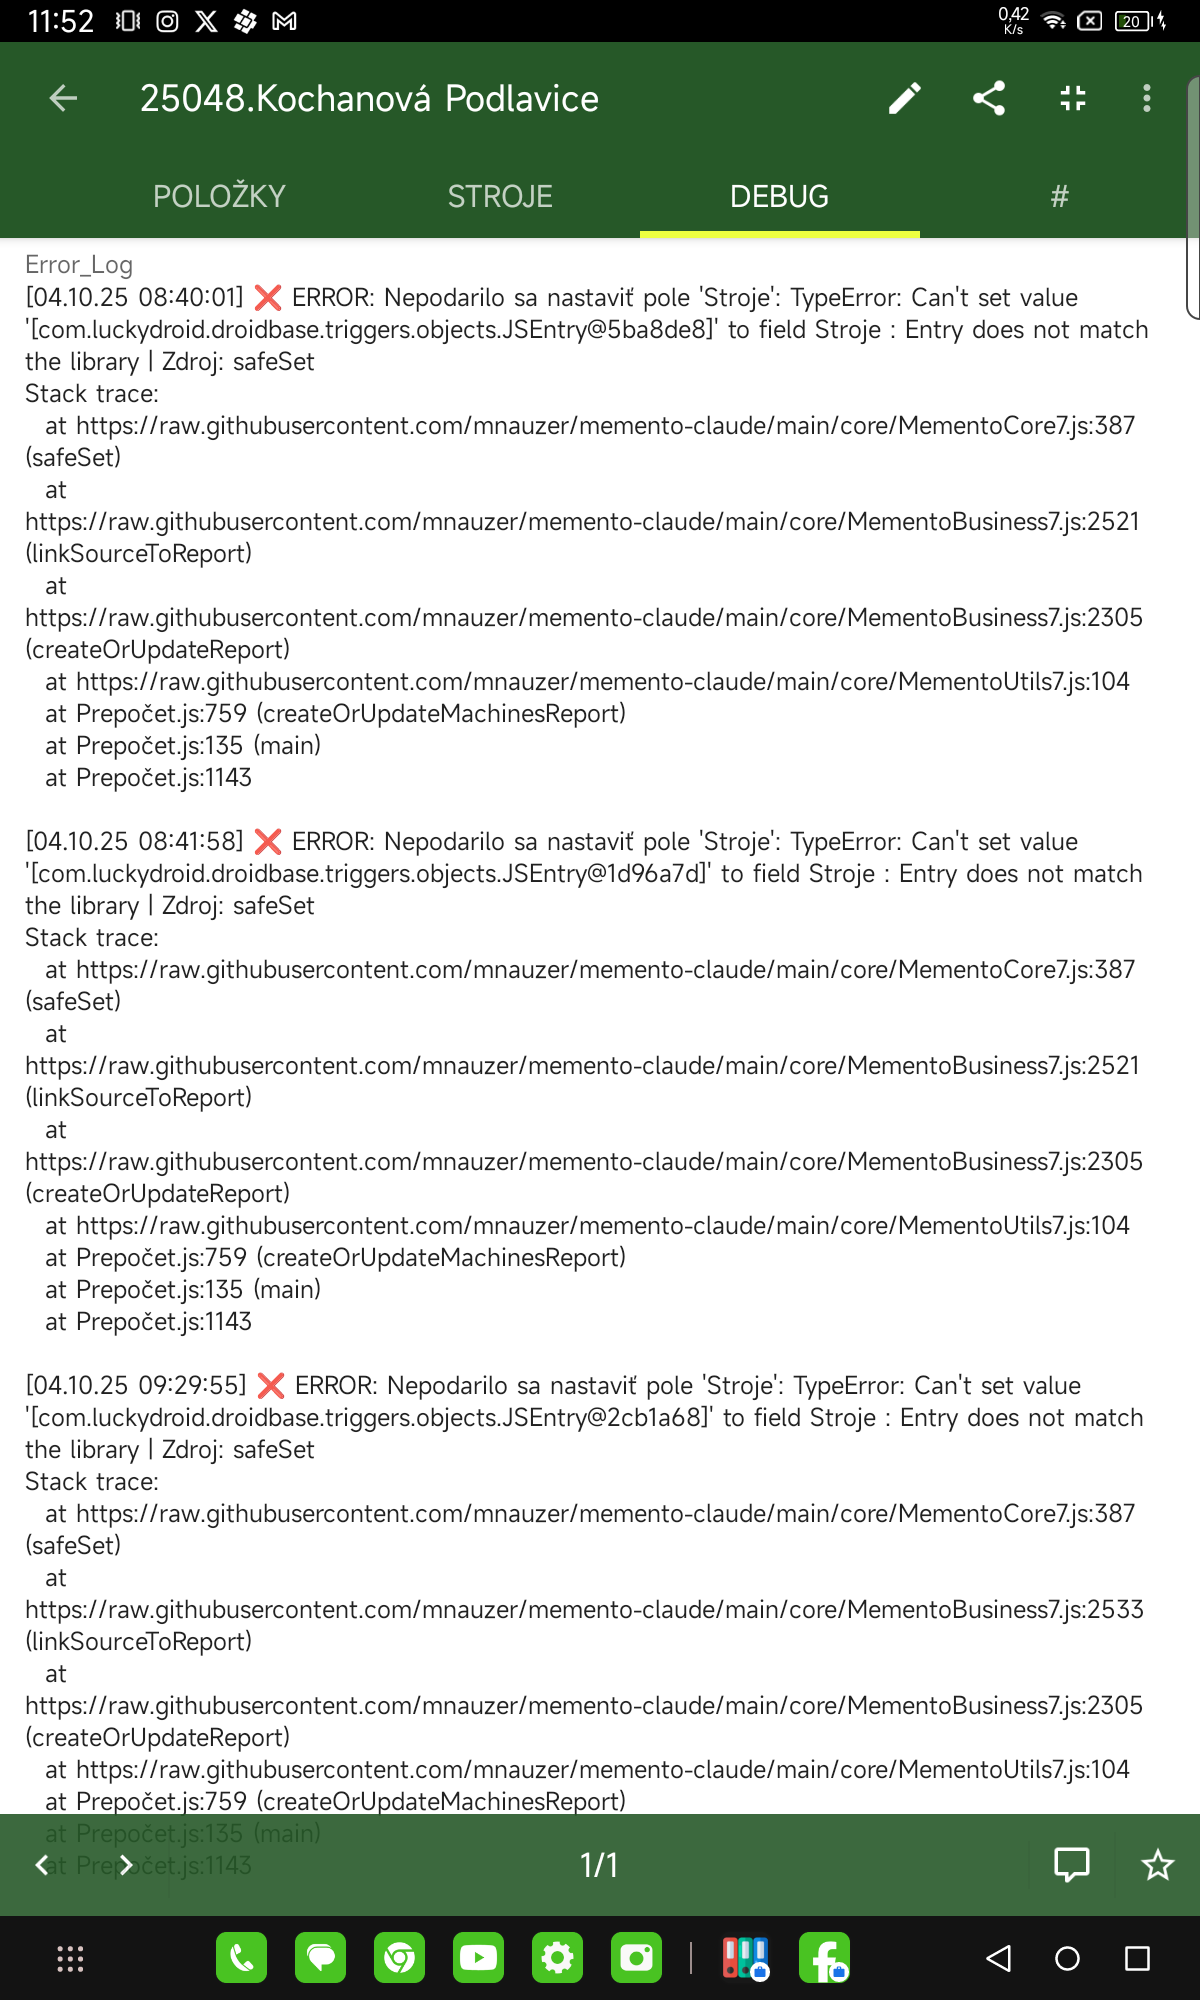 11:52
0,42
K/s
20
25048.Kochanová Podlavice
POLOŽKY
STROJE
DEBUG
#
Error_Log
[04.10.25 08:40:01] ❌ ERROR: Nepodarilo sa nastaviť pole 'Stroje': TypeError: Can't set value
'[com.luckydroid.droidbase.triggers.objects.JSEntry@5ba8de8]' to field Stroje : Entry does not match
the library | Zdroj: safeSet
Stack trace:
at https://raw.githubusercontent.com/mnauzer/memento-claude/main/core/MementoCore7.js:387
(safeSet)
at
https://raw.githubusercontent.com/mnauzer/memento-claude/main/core/MementoBusiness7.js:2521
(linkSourceToReport)
at
https://raw.githubusercontent.com/mnauzer/memento-claude/main/core/MementoBusiness7.js:2305
(createOrUpdateReport)
at https://raw.githubusercontent.com/mnauzer/memento-claude/main/core/MementoUtils7.js:104
at Prepočet.js:759 (createOrUpdateMachinesReport)
at Prepočet.js:135 (main)
at Prepočet.js:1143
[04.10.25 08:41:58] ❌ ERROR: Nepodarilo sa nastaviť pole 'Stroje': TypeError: Can't set value
'[com.luckydroid.droidbase.triggers.objects.JSEntry@1d96a7d]' to field Stroje : Entry does not match
the library | Zdroj: safeSet
Stack trace:
at https://raw.githubusercontent.com/mnauzer/memento-claude/main/core/MementoCore7.js:387
(safeSet)
at
https://raw.githubusercontent.com/mnauzer/memento-claude/main/core/MementoBusiness7.js:2521
(linkSourceToReport)
at
https://raw.githubusercontent.com/mnauzer/memento-claude/main/core/MementoBusiness7.js:2305
(createOrUpdateReport)
at https://raw.githubusercontent.com/mnauzer/memento-claude/main/core/MementoUtils7.js:104
at Prepočet.js:759 (createOrUpdateMachinesReport)
at Prepočet.js:135 (main)
at Prepočet.js:1143
[04.10.25 09:29:55] ❌ ERROR: Nepodarilo sa nastaviť pole 'Stroje': TypeError: Can't set value
'[com.luckydroid.droidbase.triggers.objects.JSEntry@2cb1a68]' to field Stroje : Entry does not match
the library | Zdroj: safeSet
Stack trace:
at https://raw.githubusercontent.com/mnauzer/memento-claude/main/core/MementoCore7.js:387
(safeSet)
at
https://raw.githubusercontent.com/mnauzer/memento-claude/main/core/MementoBusiness7.js:2533
(linkSourceToReport)
at
https://raw.githubusercontent.com/mnauzer/memento-claude/main/core/MementoBusiness7.js:2305
(createOrUpdateReport)
at https://raw.githubusercontent.com/mnauzer/memento-claude/main/core/MementoUtils7.js:104
at Prepočet.js:759 (createOrUpdateMachinesReport)
at Prepočet.js:135 (main)
at Prepočet.js:1143
1/1